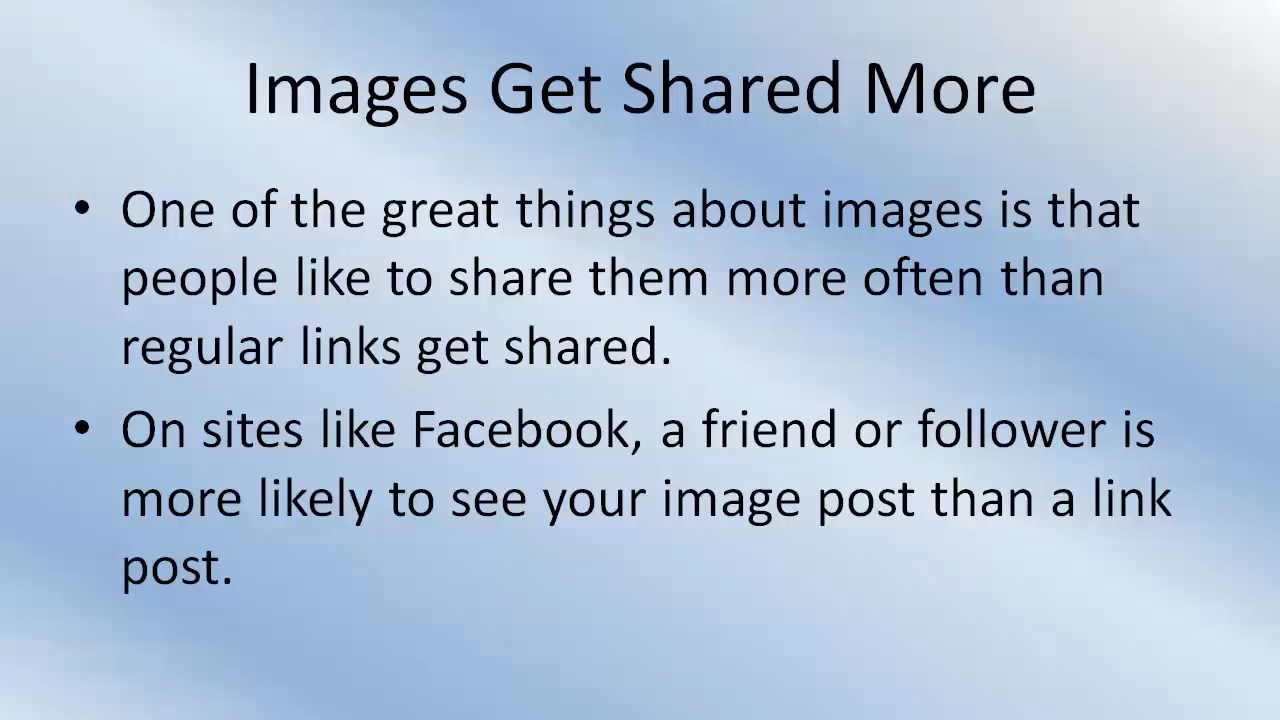 Images Get Shared More
• One of the great things about images is that
people like to share them more often than
regular links get shared.
• On sites like Facebook, a friend or follower is
more likely to see your image post than a link
post.